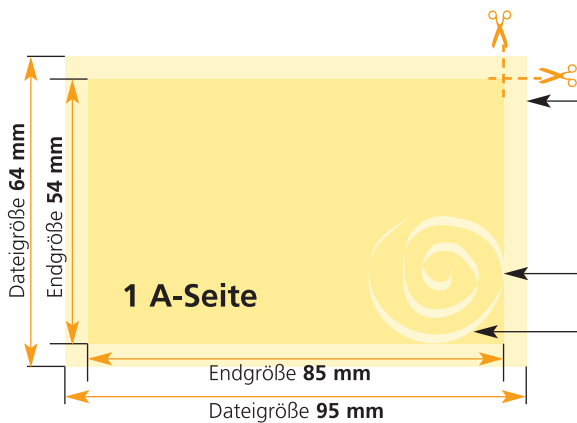 Dateigröße 64 mm
Endgröße 54 mm
1 A-Seite
Endgröße 85 mm
Dateigröße 95 mm